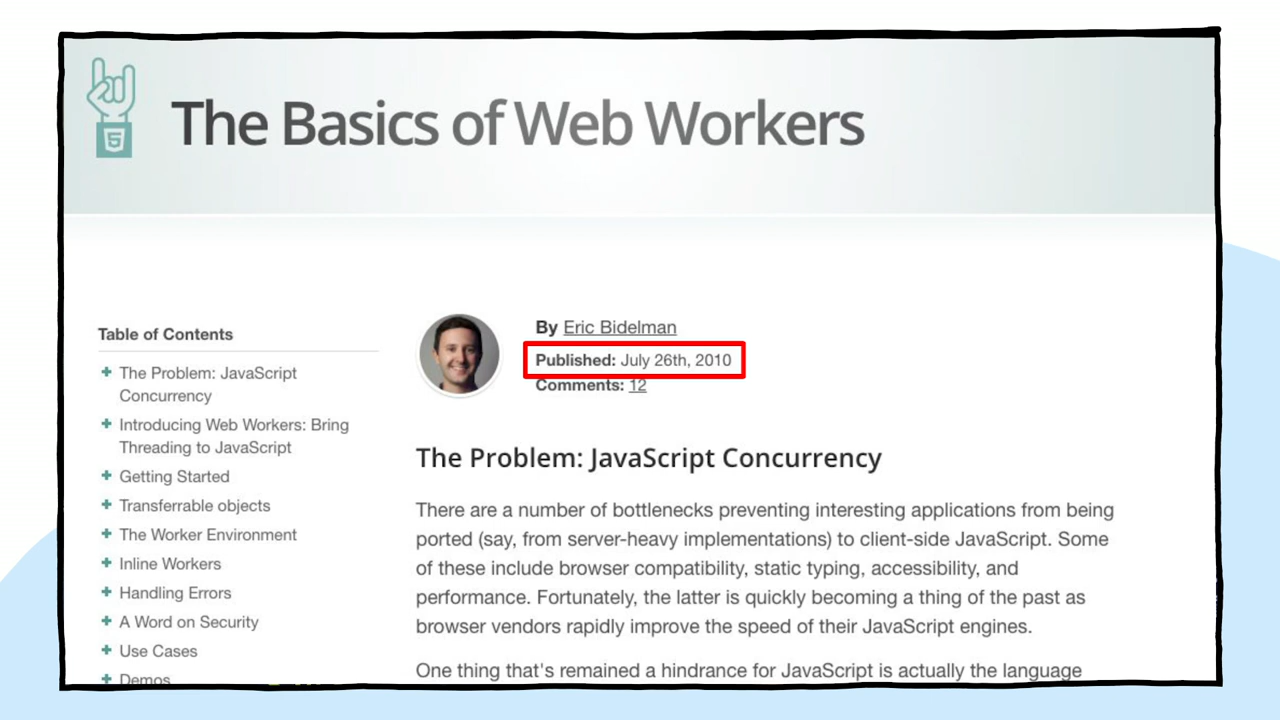 The Basics of Web Workers
Table of Contents
The Problem: JavaScript
Concurrency
Introducing Web Workers: Bring
Threading to JavaScript
Getting Started
Transferrable objects
The Worker Environment
Inline Workers
Handling Errors
A Word on Security
Use Cases
Demos
By Eric Bidelman
Published: July 26th, 2010
Comments: 12
The Problem: JavaScript Concurrency
There are a number of bottlenecks preventing interesting applications from being
ported (say, from server-heavy implementations) to client-side JavaScript. Some
of these include browser compatibility, static typing, accessibility, and
performance. Fortunately, the latter is quickly becoming a thing of the past as
browser vendors rapidly improve the speed of their JavaScript engines.
One thing that's remained a hindrance for JavaScript is actually the language